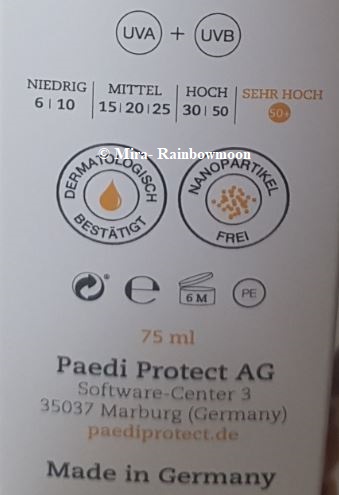 UVA + UVB
NIEDRIG MITTEL HOCH SEHR HOCH
6 | 10 15 | 20 | 25 30 | 50 50+
© Mira- Rainbowmoon
DERMATOLOGISCH BESTÄTIGT
NANOPARTIKEL FREI
e 6 M PE
75 ml
Paedi Protect AG
Software-Center 3
35037 Marburg (Germany)
paediprotect.de
Made in Germany